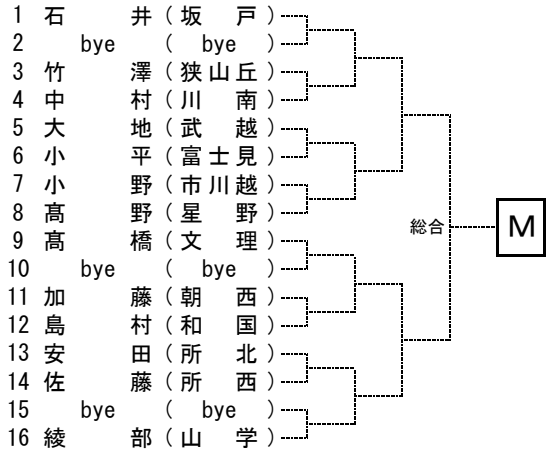 1 石井(坂戸)
2 bye ( bye )
3 竹澤(狭山丘)
4 中村(川南)
5 大地(武越)
6 小平(富士見)
7 小野(市川越)
8 髙野(星野)
総合 M
9 髙橋(文理)
10 bye ( bye )
11 加藤(朝西)
12 島村(和国)
13 安田(所北)
14 佐藤(所西)
15 bye ( bye )
16 綾部(山学)